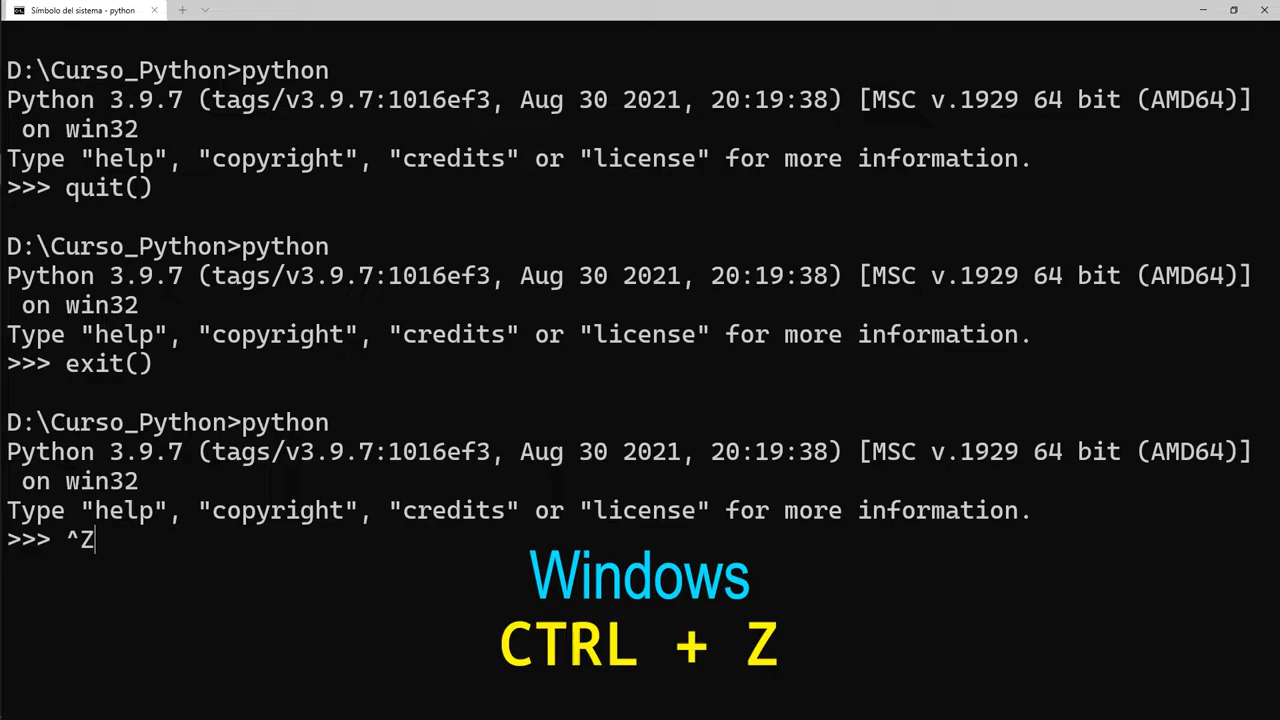 Símbolo del sistema - python
D:\Curso_Python>python
Python 3.9.7 (tags/v3.9.7:1016ef3, Aug 30 2021, 20:19:38) [MSC v.1929 64 bit (AMD64)]
on win32
Type "help", "copyright", "credits" or "license" for more information.
>>> quit()
D:\Curso_Python>python
Python 3.9.7 (tags/v3.9.7:1016ef3, Aug 30 2021, 20:19:38) [MSC v.1929 64 bit (AMD64)]
on win32
Type "help", "copyright", "credits" or "license" for more information.
>>> exit()
D:\Curso_Python>python
Python 3.9.7 (tags/v3.9.7:1016ef3, Aug 30 2021, 20:19:38) [MSC v.1929 64 bit (AMD64)]
on win32
Type "help", "copyright", "credits" or "license" for more information.
>>> ^Z
Windows
CTRL + Z